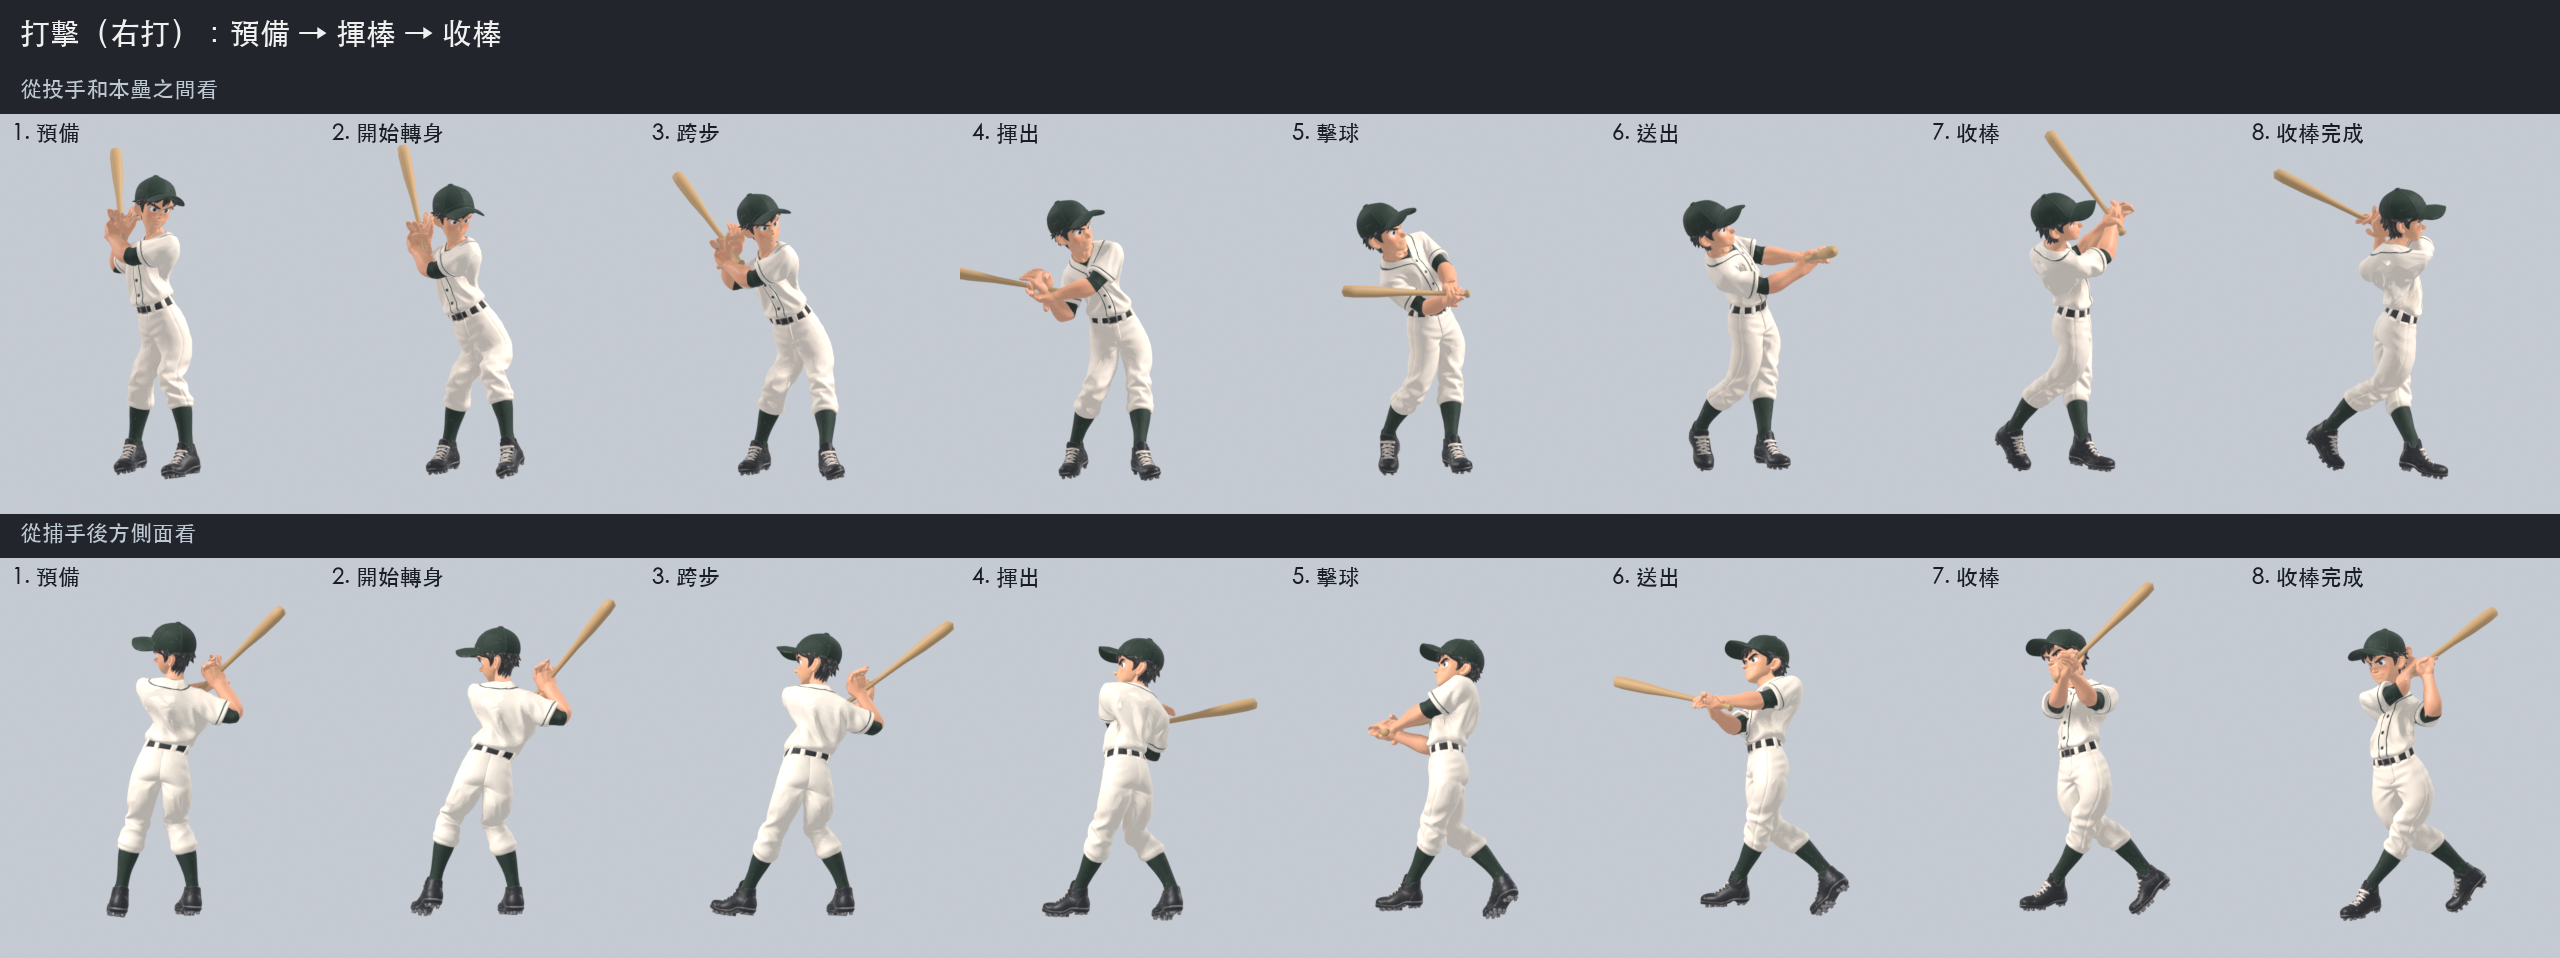 打擊（右打）：預備 → 揮棒 → 收棒
從投手和本壘之間看
1. 預備
2. 開始轉身
3. 跨步
4. 揮出
5. 擊球
6. 送出
7. 收棒
8. 收棒完成
從捕手後方側面看
1. 預備
2. 開始轉身
3. 跨步
4. 揮出
5. 擊球
6. 送出
7. 收棒
8. 收棒完成